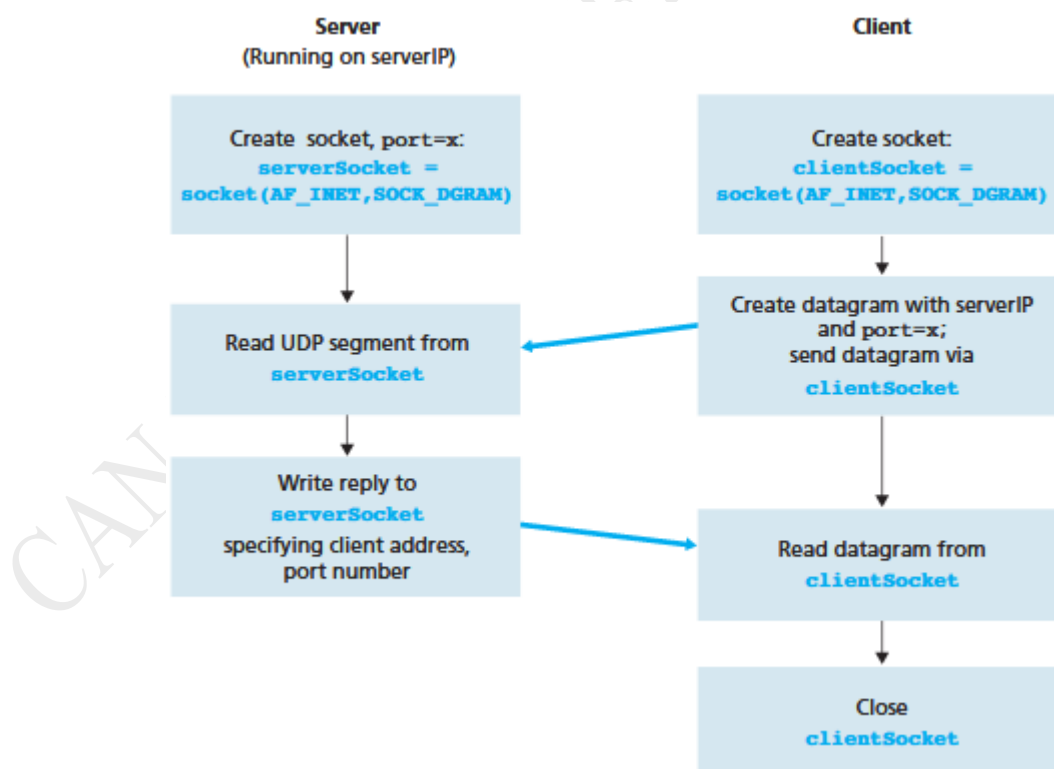 Server
(Running on serverIP)
Create socket, port=x:
serverSocket =
socket(AF_INET,SOCK_DGRAM)
Read UDP segment from
serverSocket
Write reply to
serverSocket
specifying client address,
port number
Client
Create socket:
clientSocket =
socket(AF_INET,SOCK_DGRAM)
Create datagram with serverIP
and port=x;
send datagram via
clientSocket
Read datagram from
clientSocket
Close
clientSocket
CAN